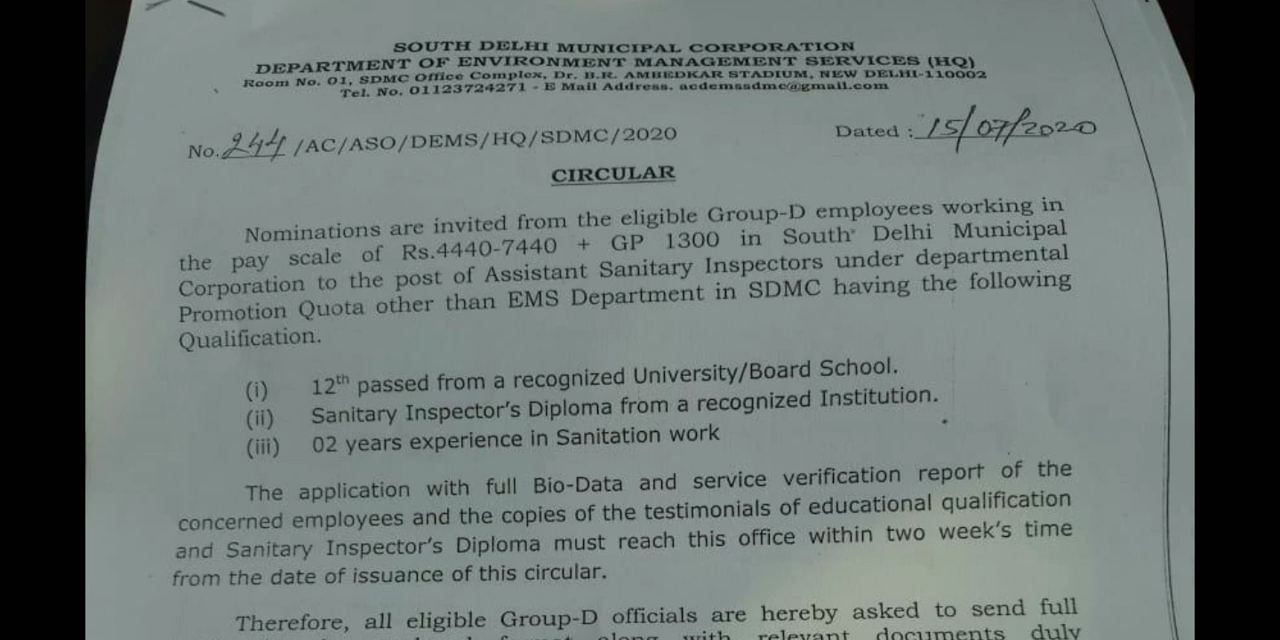 SOUTH DELHI MUNICIPAL CORPORATION
DEPARTMENT OF ENVIRONMENT MANAGEMENT SERVICES (HQ)
Room No. 01, SDMC Office Complex, Dr. B.R. AMBEDKAR STADIUM, NEW DELHI-110002
Tel. No. 01123724271 - E Mail Address. acdemssdmc@gmail.com
No. 244 /AC/ASO/DEMS/HQ/SDMC/2020 Dated : 15/07/2020
CIRCULAR
Nominations are invited from the eligible Group-D employees working in
the pay scale of Rs.4440-7440 + GP 1300 in South Delhi Municipal
Corporation to the post of Assistant Sanitary Inspectors under departmental
Promotion Quota other than EMS Department in SDMC having the following
Qualification.
(i) 12th passed from a recognized University/Board School.
(ii) Sanitary Inspector's Diploma from a recognized Institution.
(iii) 02 years experience in Sanitation work
The application with full Bio-Data and service verification report of the
concerned employees and the copies of the testimonials of educational qualification
and Sanitary Inspector's Diploma must reach this office within two week's time
from the date of issuance of this circular.
Therefore, all eligible Group-D officials are hereby asked to send full
along with relevant documents duly